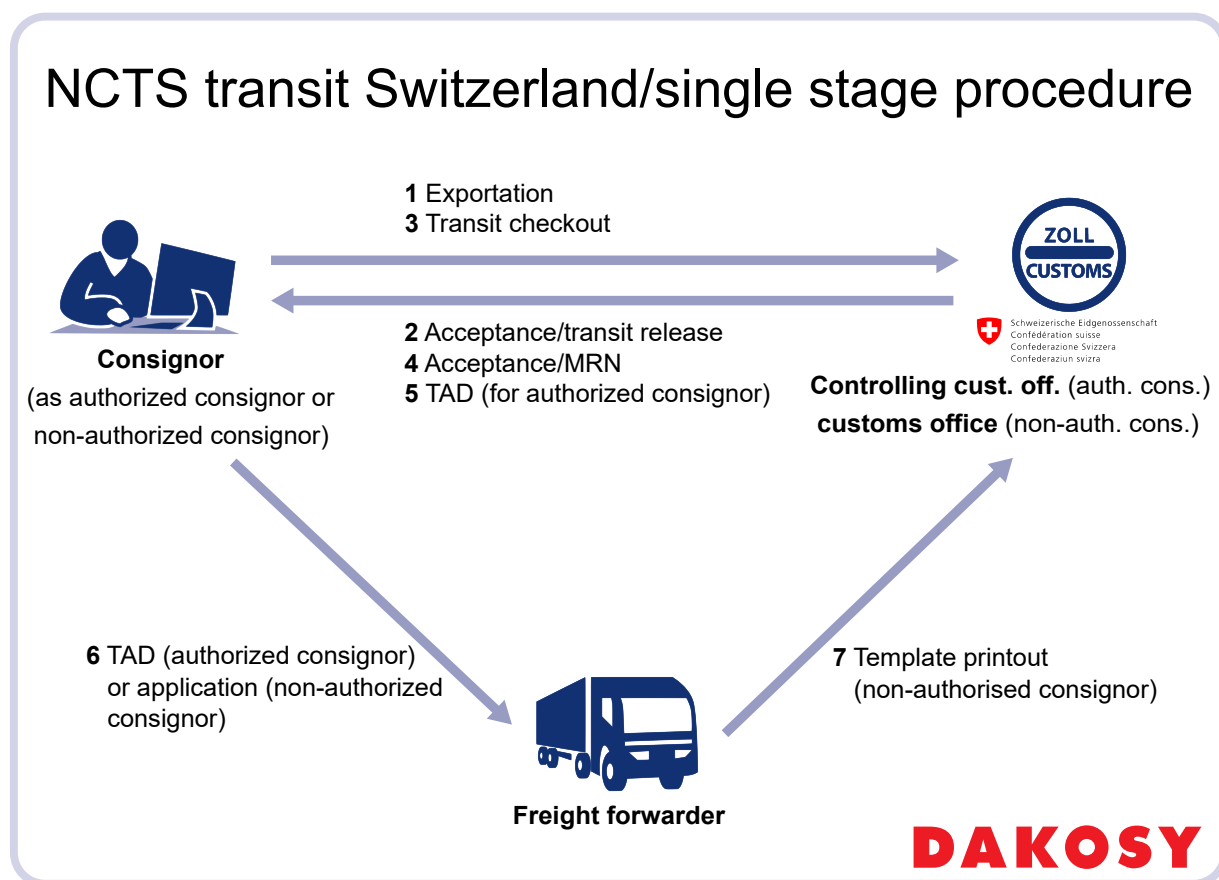 NCTS transit Switzerland/single stage procedure
1 Exportation
3 Transit checkout
ZOLL
CUSTOMS
2 Acceptance/transit release
4 Acceptance/MRN
5 TAD (for authorized consignor)
Schweizerische Eidgenossenschaft
Confédération suisse
Confederazione Svizzera
Confederaziun svizra
Consignor
(as authorized consignor or
non-authorized consignor)
Controlling cust. off. (auth. cons.)
customs office (non-auth. cons.)
6 TAD (authorized consignor)
or application (non-authorized
consignor)
7 Template printout
(non-authorised consignor)
Freight forwarder
DAKOSY